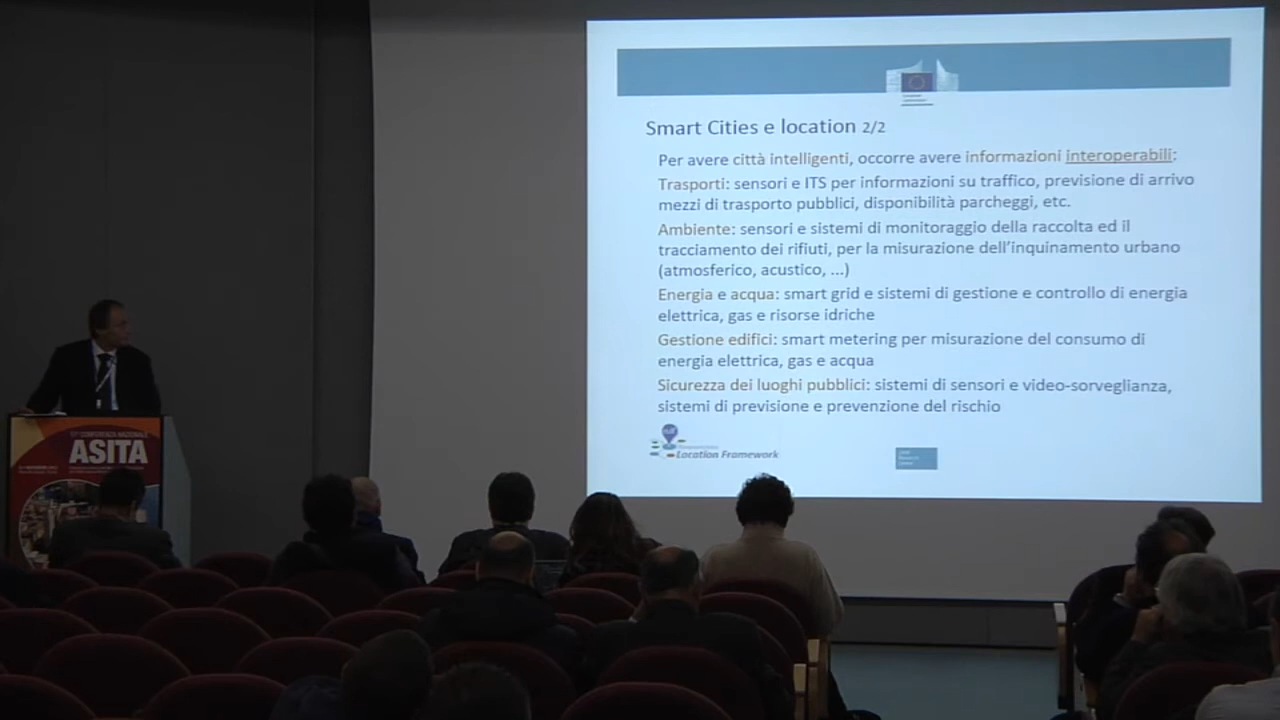 Smart Cities e location 2/2
Per avere città intelligenti, occorre avere informazioni interoperabili:
Trasporti: sensori e ITS per informazioni su traffico, previsione di arrivo
mezzi di trasporto pubblici, disponibilità parcheggi, etc.
Ambiente: sensori e sistemi di monitoraggio della raccolta ed il
tracciamento dei rifiuti, per la misurazione dell'inquinamento urbano
(atmosferico, acustico, ...)
Energia e acqua: smart grid e sistemi di gestione e controllo di energia
elettrica, gas e risorse idriche
Gestione edifici: smart metering per misurazione del consumo di
energia elettrica, gas e acqua
Sicurezza dei luoghi pubblici: sistemi di sensori e video-sorveglianza,
sistemi di previsione e prevenzione del rischio
Location Framework
CONFERENZA NAZIONALE
ASITA